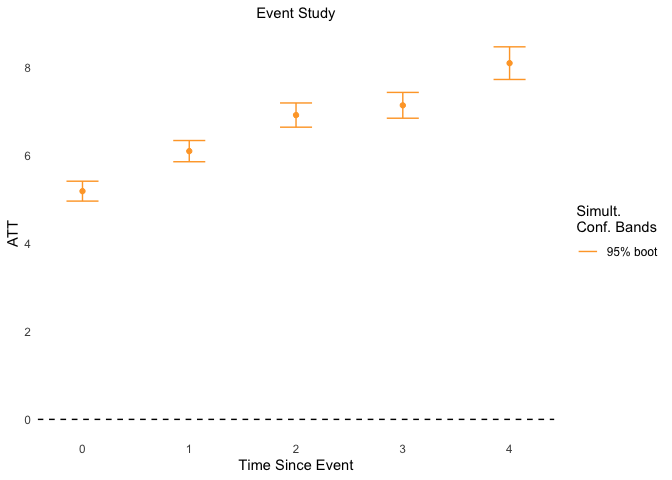 Event Study
8
6
4
2
0
ATT
0 1 2 3 4
Time Since Event
Simult.
Conf. Bands
95% boot